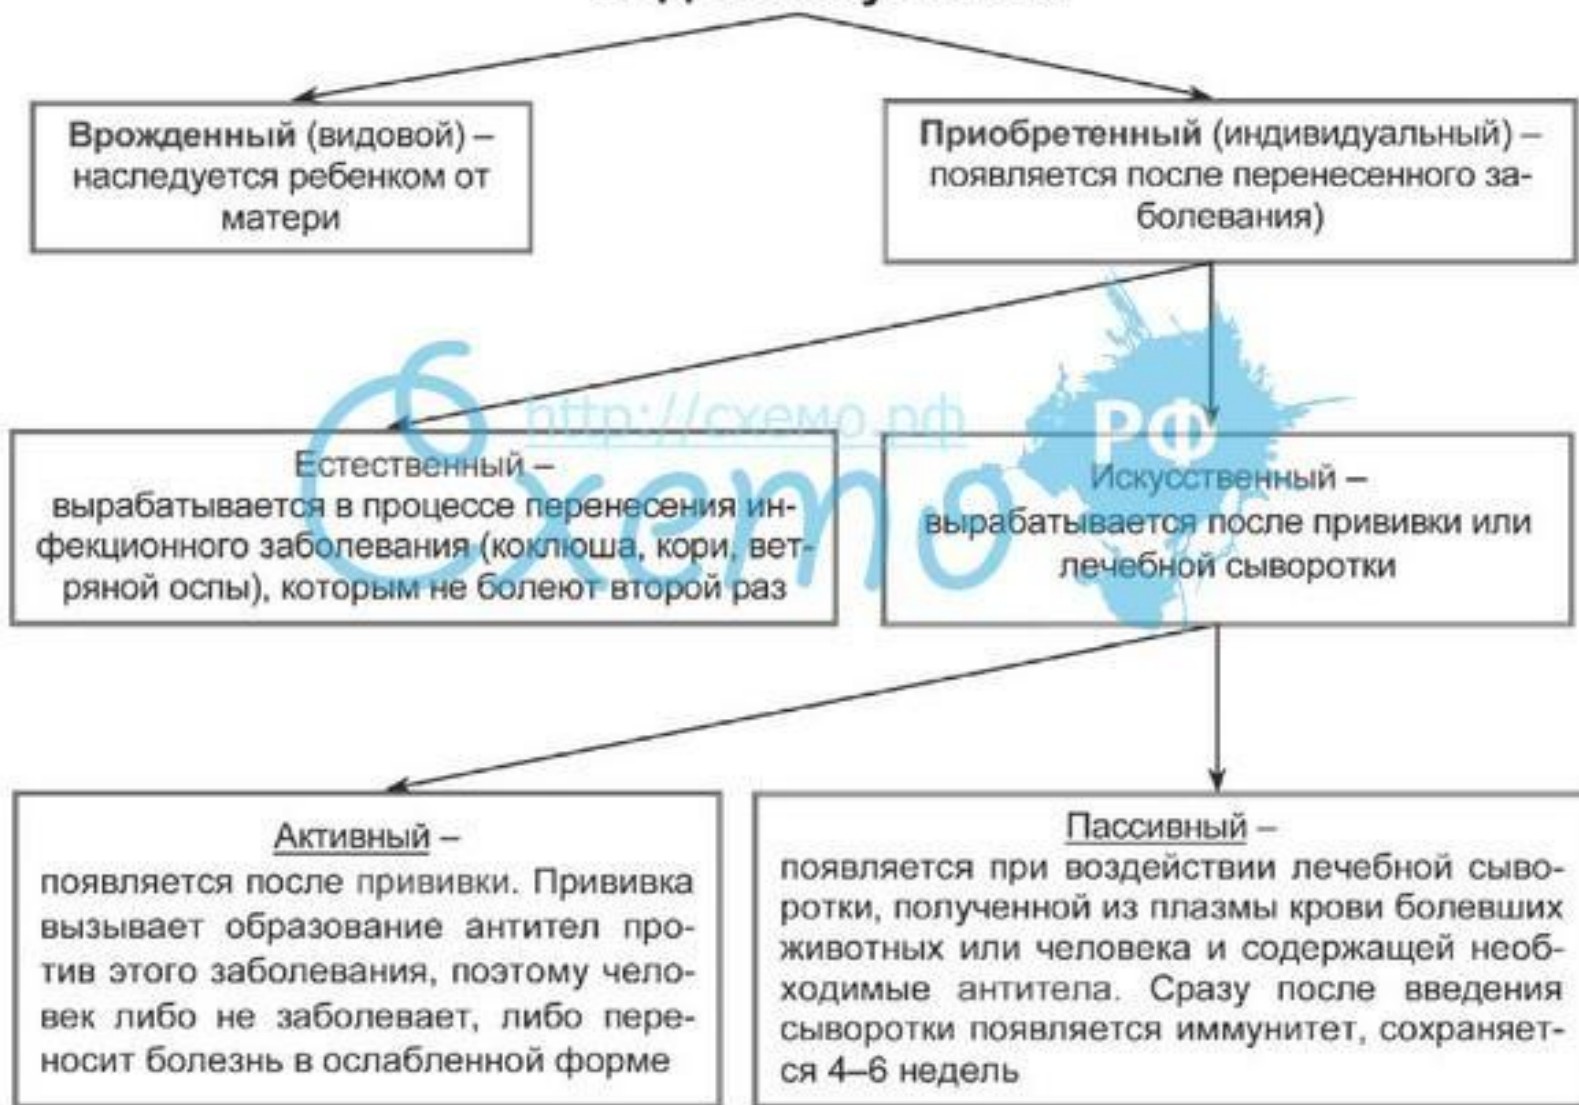 Врожденный (видовой) –
наследуется ребенком от
матери
Приобретенный (индивидуальный) –
появляется после перенесенного за-
болевания)
http://схемо.рф
Схемо
РФ
Естественный –
вырабатывается в процессе перенесения ин-
фекционного заболевания (коклюша, кори, вет-
ряной оспы), которым не болеют второй раз
Искусственный –
вырабатывается после прививки или
лечебной сыворотки
Активный –
появляется после прививки. Прививка
вызывает образование антител про-
тив этого заболевания, поэтому чело-
век либо не заболевает, либо пере-
носит болезнь в ослабленной форме
Пассивный –
появляется при воздействии лечебной сыво-
ротки, полученной из плазмы крови болевших
животных или человека и содержащей необ-
ходимые антитела. Сразу после введения
сыворотки появляется иммунитет, сохраняет-
ся 4–6 недель